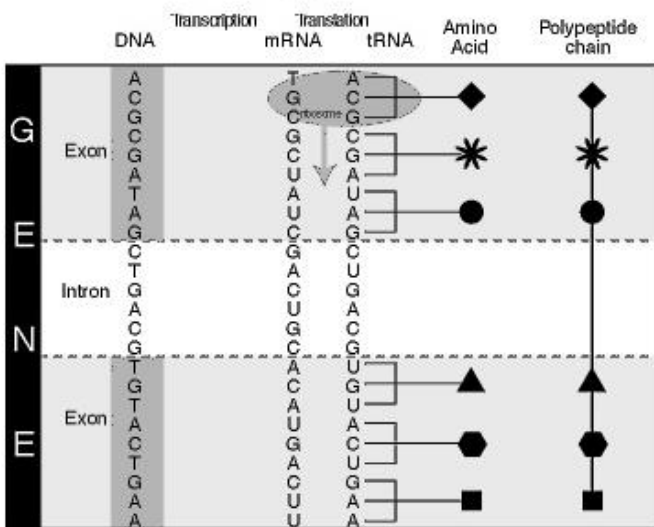 Transcription Translation
DNA mRNA tRNA Amino Acid Polypeptide chain
A T A
C G C
G C ribosome G
G C G C
Exon G C G
A U A
T A U
A U A
E G C G
C G C
T A U
Intron G C G
A U A
C G C
N G C G
T A U
G C G
T A U
Exon A U A
E C G C
T A U
G C G
A U A
A U A